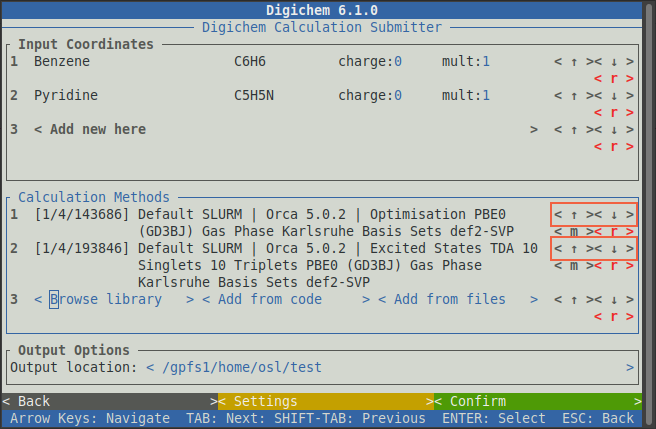 Digichem 6.1.0
Digichem Calculation Submitter
Input Coordinates
1 Benzene C6H6 charge:0 mult:1 < ↑ >< ↓ >
< r >
2 Pyridine C5H5N charge:0 mult:1 < ↑ >< ↓ >
< r >
3 < Add new here > < ↑ >< ↓ >
< r >
Calculation Methods
1 [1/4/143686] Default SLURM | Orca 5.0.2 | Optimisation PBE0 < ↑ >< ↓ >
(GD3BJ) Gas Phase Karlsruhe Basis Sets def2-SVP < m >< r >
2 [1/4/193846] Default SLURM | Orca 5.0.2 | Excited States TDA 10 < ↑ >< ↓ >
Singlets 10 Triplets PBE0 (GD3BJ) Gas Phase < m >< r >
Karlsruhe Basis Sets def2-SVP
3 < Browse library > < Add from code > < Add from files > < ↑ >< ↓ >
< r >
Output Options
Output location: < /gpfs1/home/osl/test >
< Back >< Settings >< Confirm >
Arrow Keys: Navigate TAB: Next: SHIFT-TAB: Previous ENTER: Select ESC: Back